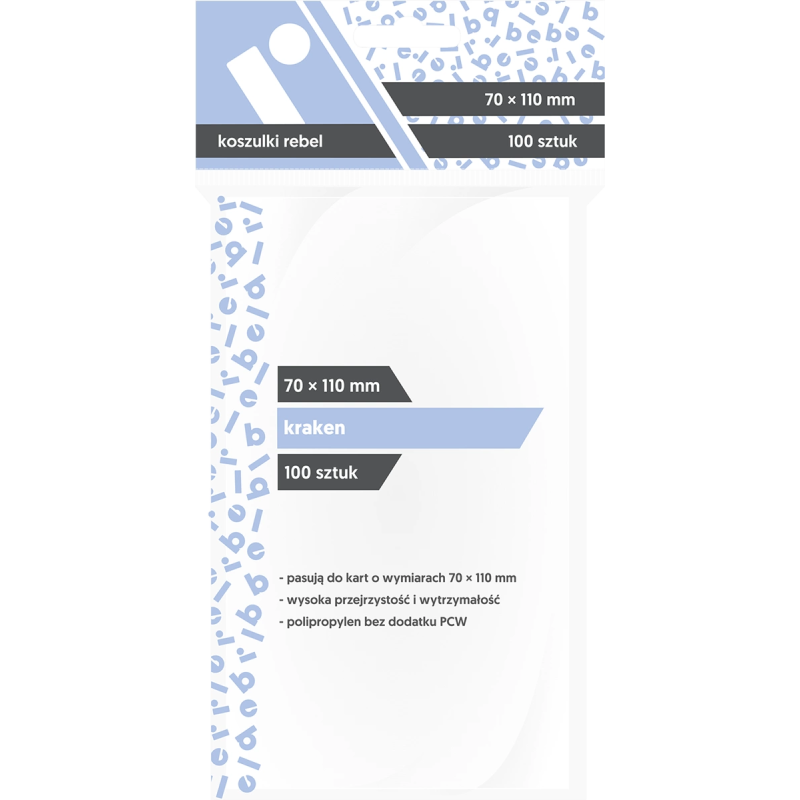 70 × 110 mm
koszulki rebel
100 sztuk
70 × 110 mm
kraken
100 sztuk
- pasują do kart o wymiarach 70 × 110 mm
- wysoka przejrzystość i wytrzymałość
- polipropylen bez dodatku PCW